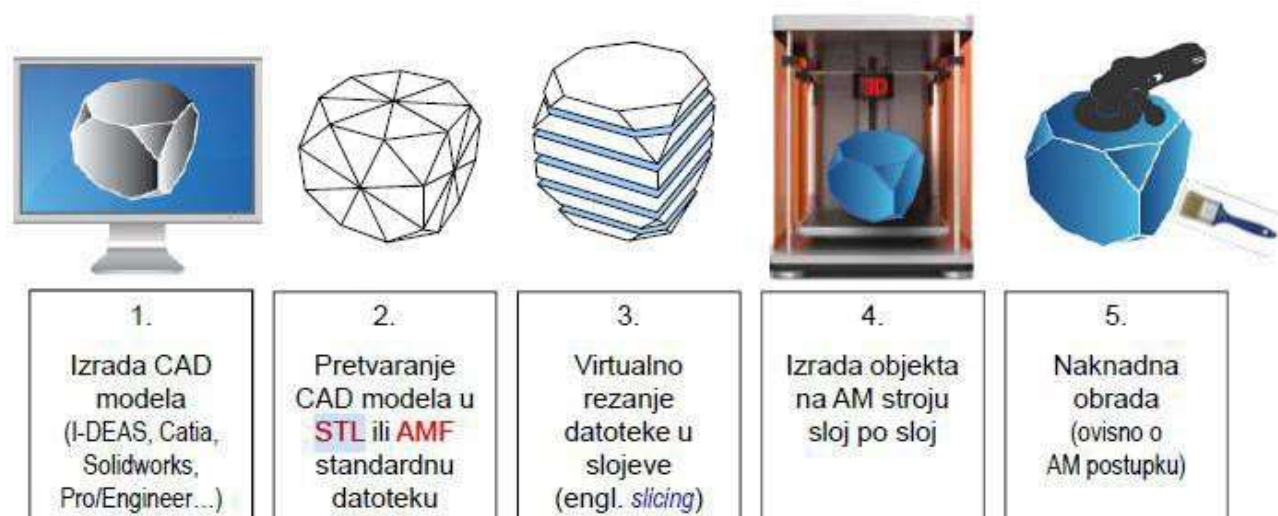 3D
1.
Izrada CAD
modela
(I-DEAS, Catia,
Solidworks,
Pro/Engineer...)
2.
Pretvaranje
CAD modela u
STL ili AMF
standardnu
datoteku
3.
Virtualno
rezanje
datoteke u
slojeve
(engl. slicing)
4.
Izrada objekta
na AM stroju
sloj po sloj
5.
Naknadna
obrada
(ovisno o
AM postupku)